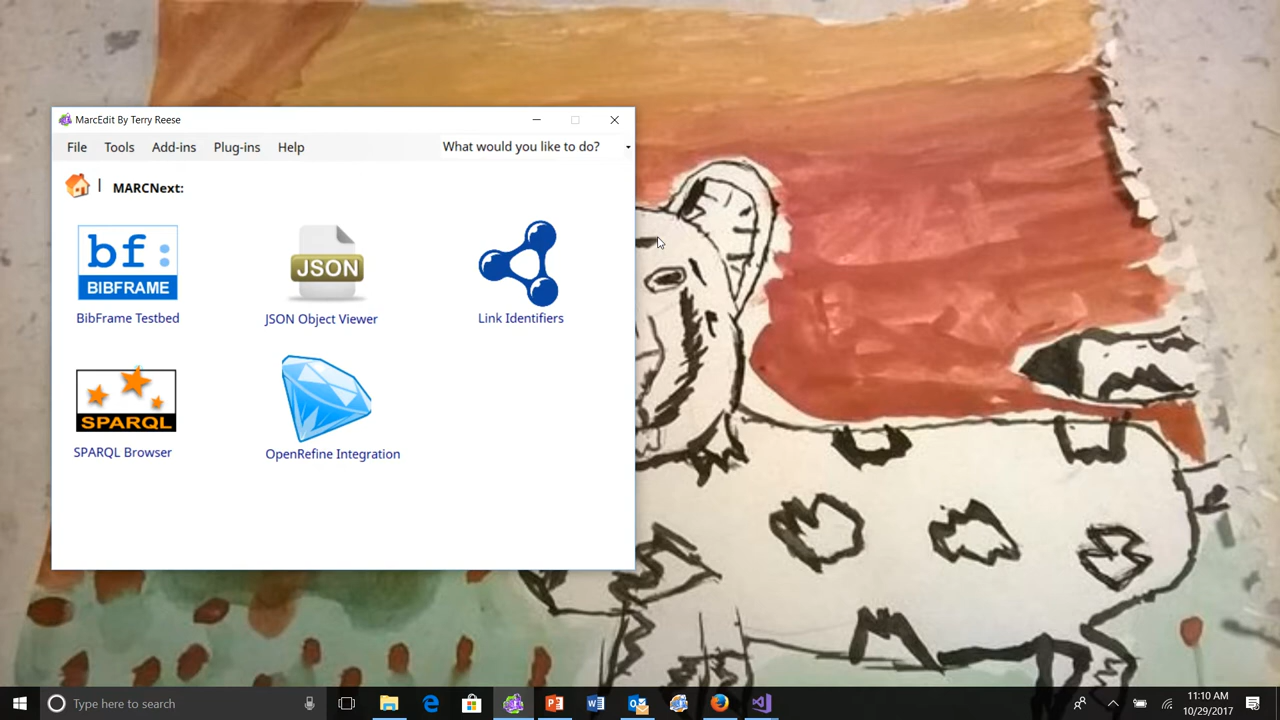 MarcEdit By Terry Reese
File Tools Add-ins Plug-ins Help What would you like to do?
MARCNext:
bf:
BIBFRAME
JSON
BibFrame Testbed JSON Object Viewer Link Identifiers
SPARQL
SPARQL Browser OpenRefine Integration
Type here to search
11:10 AM
10/29/2017